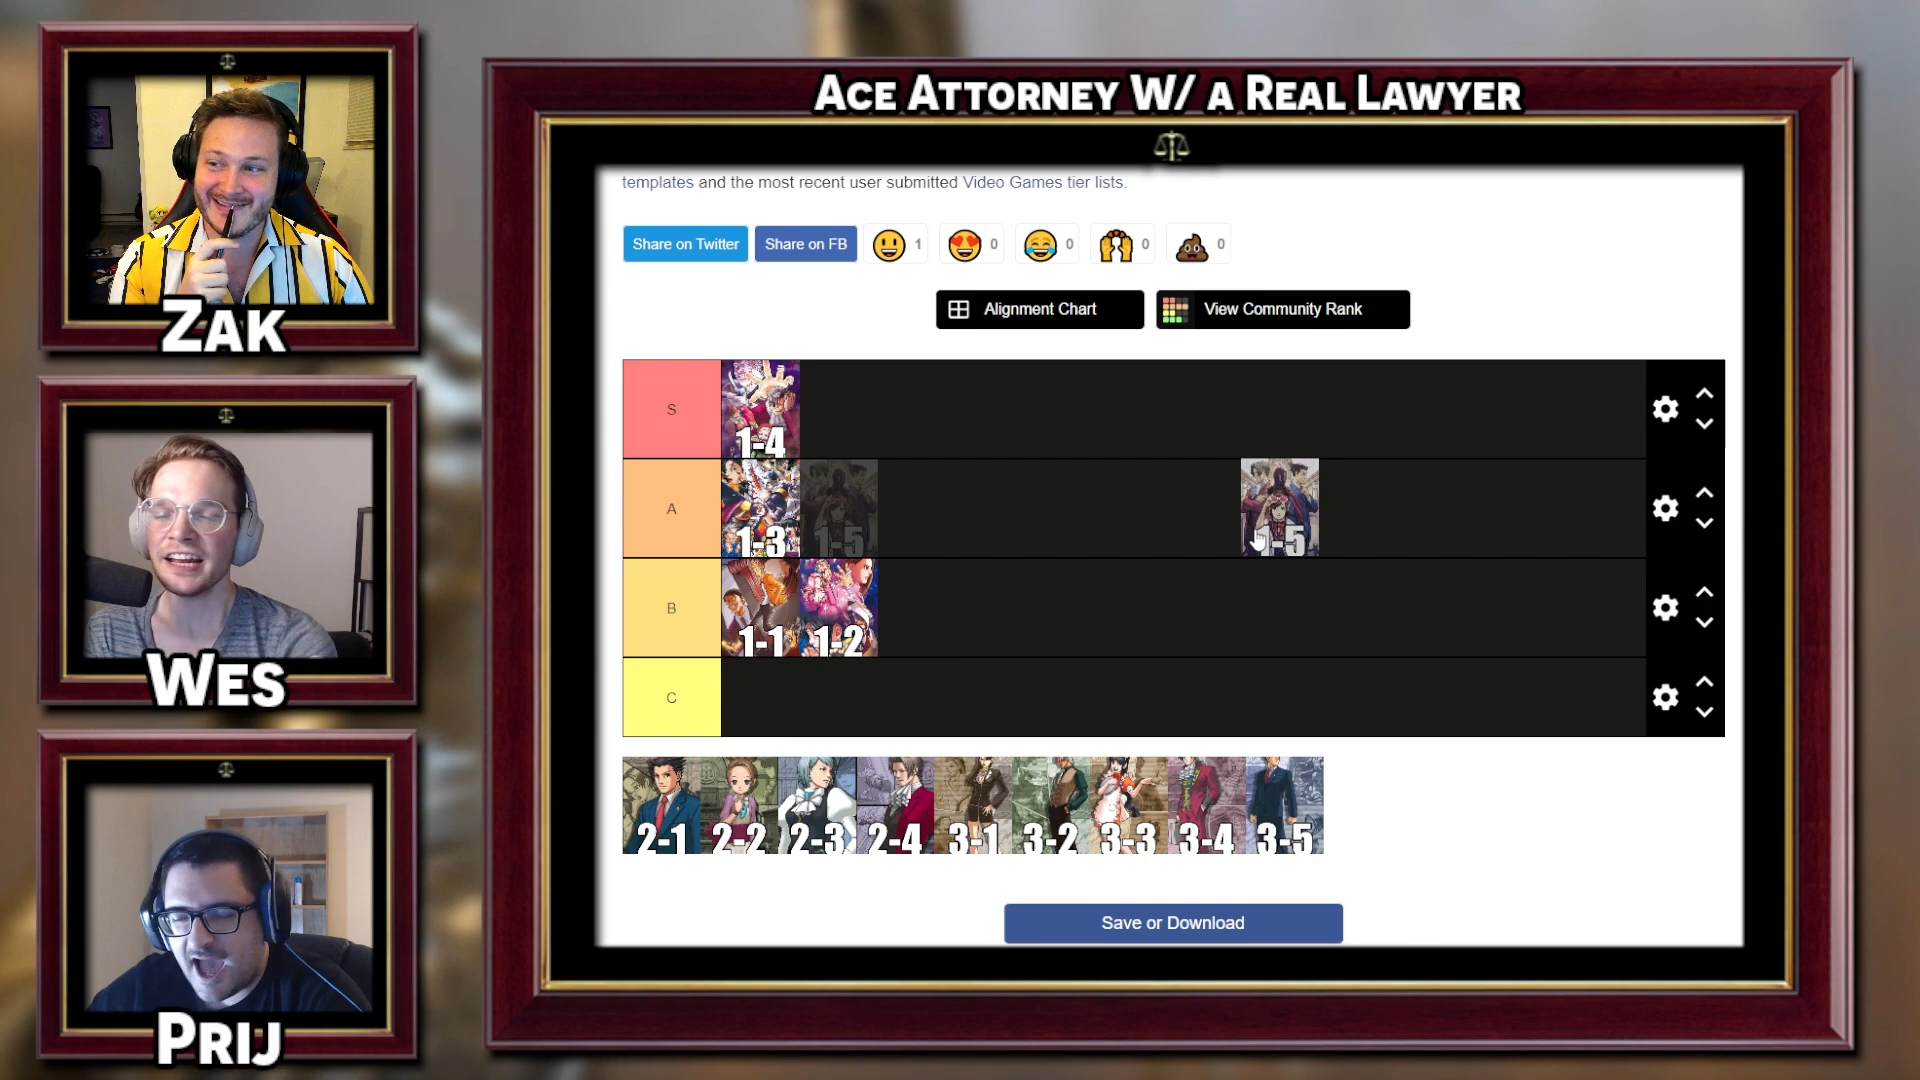 Ace Attorney W/ a Real Lawyer
templates and the most recent user submitted Video Games tier lists.
Share on Twitter
Share on FB
1
0
0
0
0
Alignment Chart
View Community Rank
S
1-4
A
1-3
1-5
1-5
B
1-1
1-2
C
2-1
2-2
2-3
2-4
3-1
3-2
3-3
3-4
3-5
Save or Download
Zak
Wes
Prij